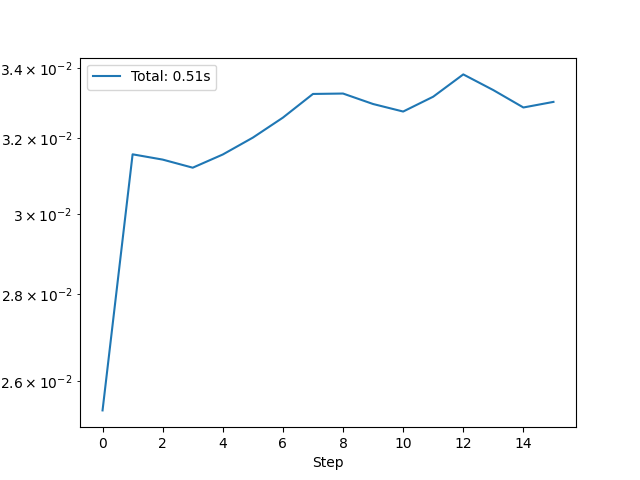 3.4 × 10⁻²
Total: 0.51s
3.2 × 10⁻²
3 × 10⁻²
2.8 × 10⁻²
2.6 × 10⁻²
0 2 4 6 8 10 12 14
Step